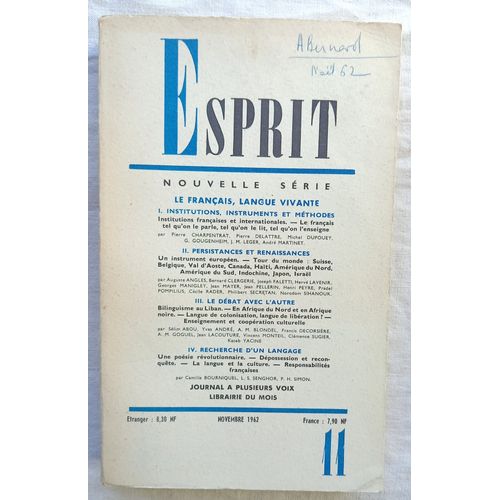 A Bernard
Noël 62
ESPRIT
NOUVELLE SÉRIE
LE FRANÇAIS, LANGUE VIVANTE
I. INSTITUTIONS, INSTRUMENTS ET MÉTHODES
Institutions françaises et internationales. — Le français
tel qu'on le parle, tel qu'on le lit, tel qu'on l'enseigne
par Pierre CHARPENTRAT, Pierre DELATTRE, Michel DUPOUEY,
G. GOUGENHEIM, J. M. LEGER, André MARTINET.
II. PERSISTANCES ET RENAISSANCES
Un instrument européen. — Tour du monde : Suisse,
Belgique, Val d'Aoste, Canada, Haïti, Amérique du Nord,
Amérique du Sud, Indochine, Japon, Israël
par Auguste ANGLES, Bernard CLERGERIE, Joseph FALETTI, Hervé LAVENIR,
Georges MANIGLEY, Jean MAYER, Jean PELLERIN, Henri PEYRE, Pradel
POMPILUS, Cécile RADER, Philibert SECRETAN, Norodom SIHANOUK.
III. LE DÉBAT AVEC L'AUTRE
Bilinguisme au Liban. — En Afrique du Nord et en Afrique
noire. — Langue de colonisation, langue de libération ? —
Enseignement et coopération culturelle
par Sélim ABOU, Yves ANDRÉ, A. M. BLONDEL, Francis DECORSIÈRE,
A. M. GOGUEL, Jean LACOUTURE, Vincent MONTEIL, Clémence SUGIER,
Kateb YACINE
IV. RECHERCHE D'UN LANGAGE
Une poésie révolutionnaire. — Dépossession et recon-
quête. — La langue et la culture. — Responsabilités
françaises
par Camille BOURNIQUEL, L. S. SENGHOR, P. H. SIMON.
JOURNAL A PLUSIEURS VOIX
LIBRAIRIE DU MOIS
Etranger : 8,30 NF NOVEMBRE 1962 France : 7,90 NF
11